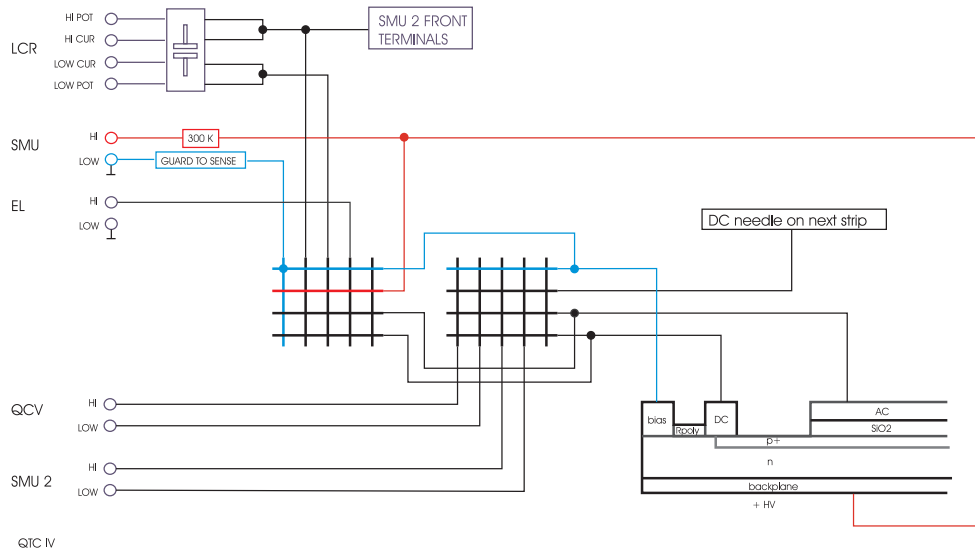 HI POT
HI CUR
LOW CUR
LOW POT
LCR
SMU 2 FRONT
TERMINALS
SMU
HI
300 K
LOW
GUARD TO SENSE
EL
HI
LOW
DC needle on next strip
QCV
HI
LOW
SMU 2
HI
LOW
bias
Rpoly
DC
AC
SIO2
p+
n
backplane
+ HV
QTC IV